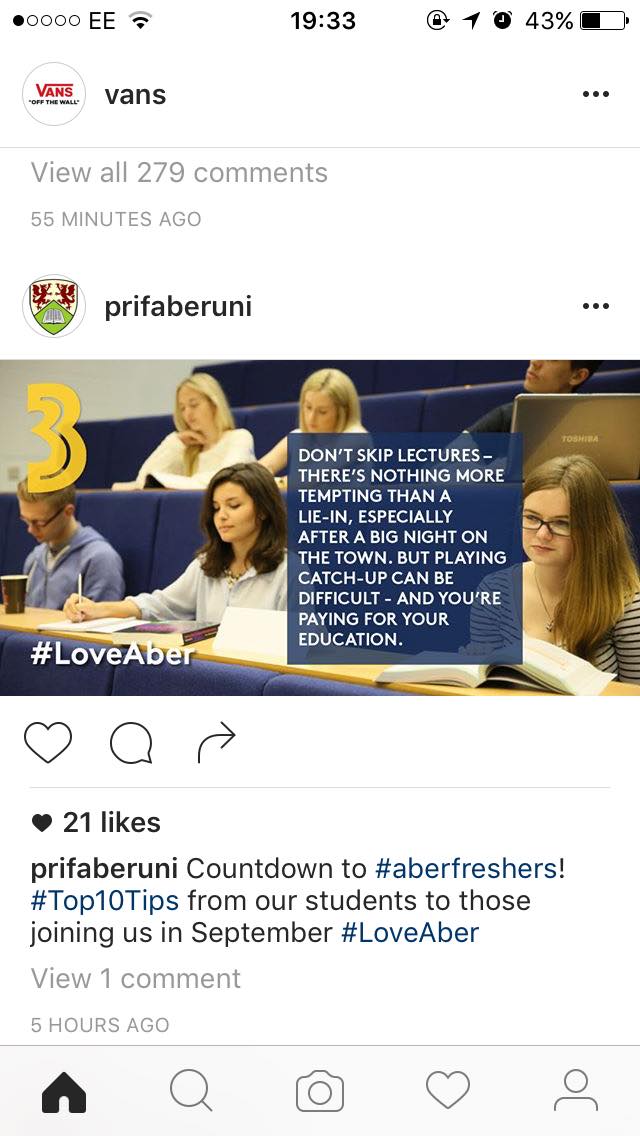 EE 19:33 43%
VANS
"OFF THE WALL"
vans
View all 279 comments
55 MINUTES AGO
prifaberuni
3
TOSHIBA
DON'T SKIP LECTURES –
THERE'S NOTHING MORE
TEMPTING THAN A
LIE-IN, ESPECIALLY
AFTER A BIG NIGHT ON
THE TOWN. BUT PLAYING
CATCH-UP CAN BE
DIFFICULT - AND YOU'RE
PAYING FOR YOUR
EDUCATION.
#LoveAber
21 likes
prifaberuni Countdown to #aberfreshers!
#Top10Tips from our students to those
joining us in September #LoveAber
View 1 comment
5 HOURS AGO